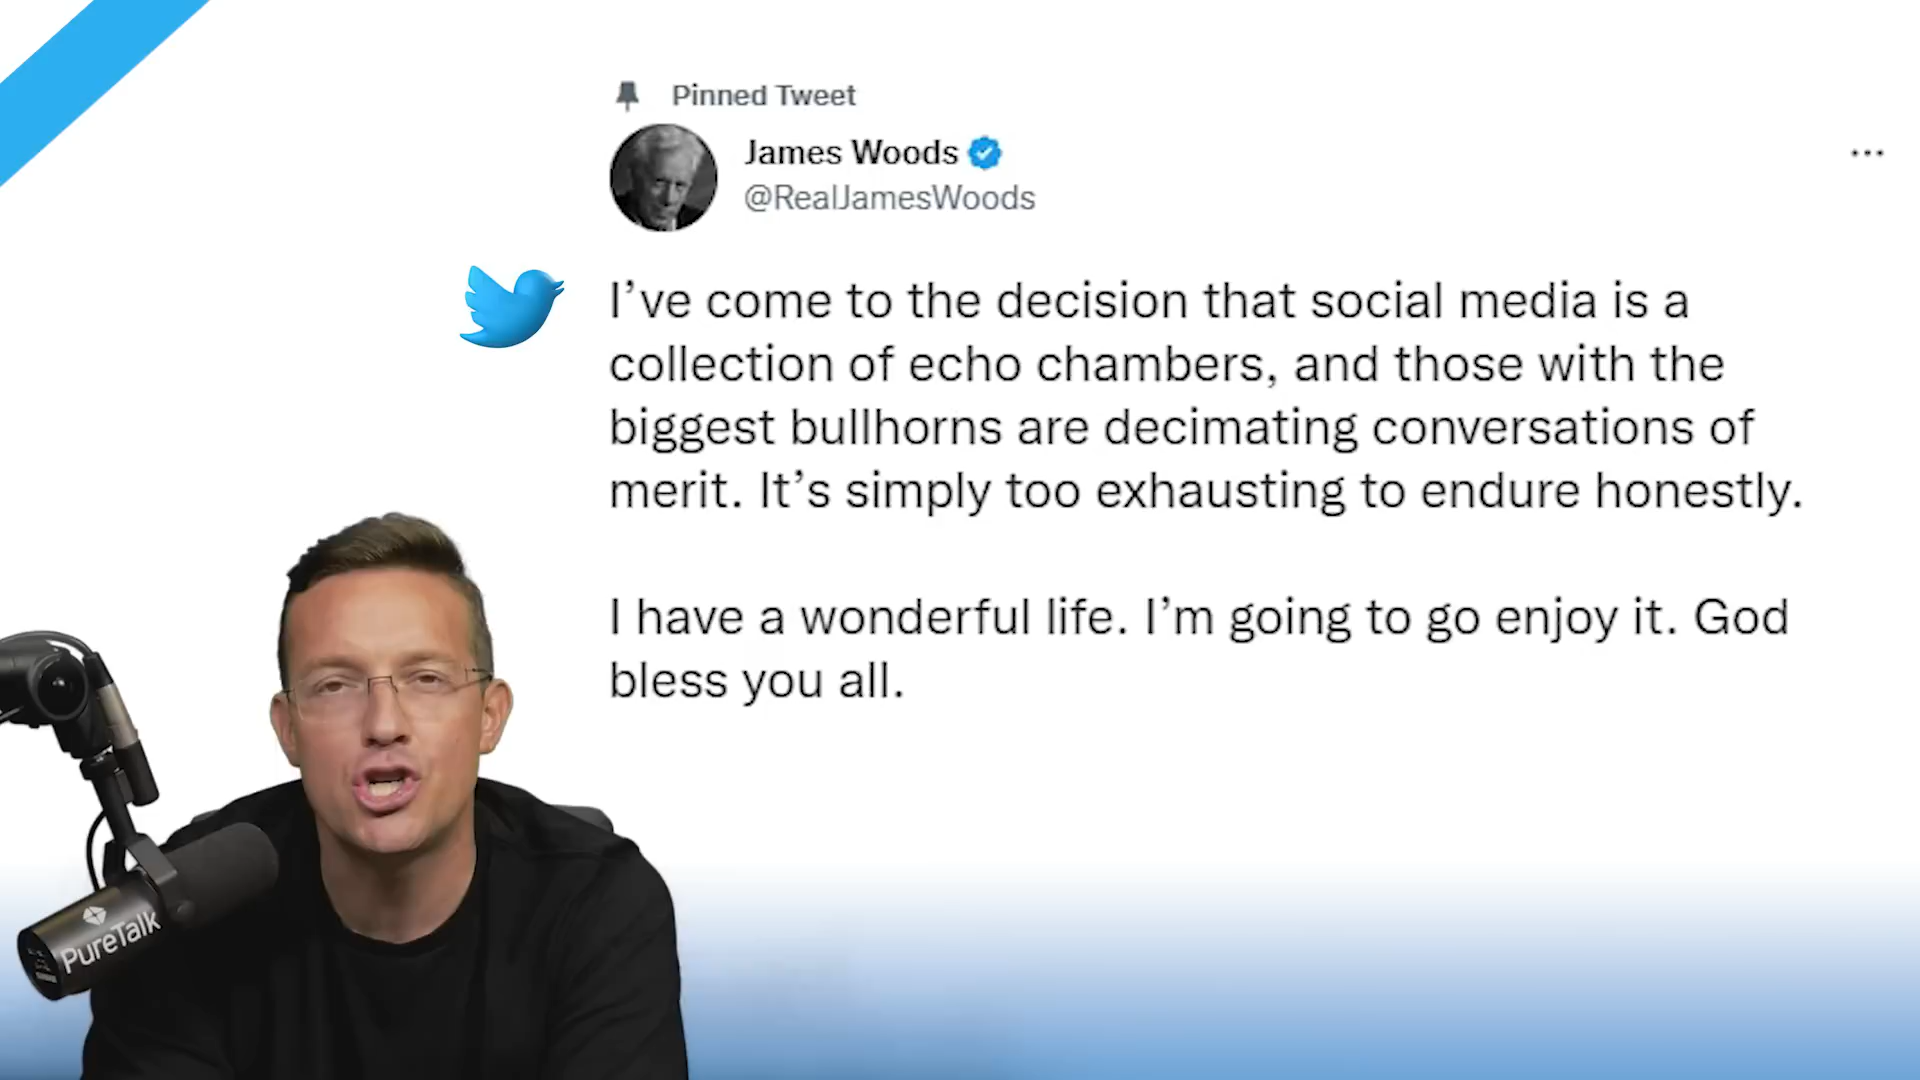 Pinned Tweet
James Woods
@RealJamesWoods
I’ve come to the decision that social media is a
collection of echo chambers, and those with the
biggest bullhorns are decimating conversations of
merit. It’s simply too exhausting to endure honestly.
I have a wonderful life. I’m going to go enjoy it. God
bless you all.
PureTalk